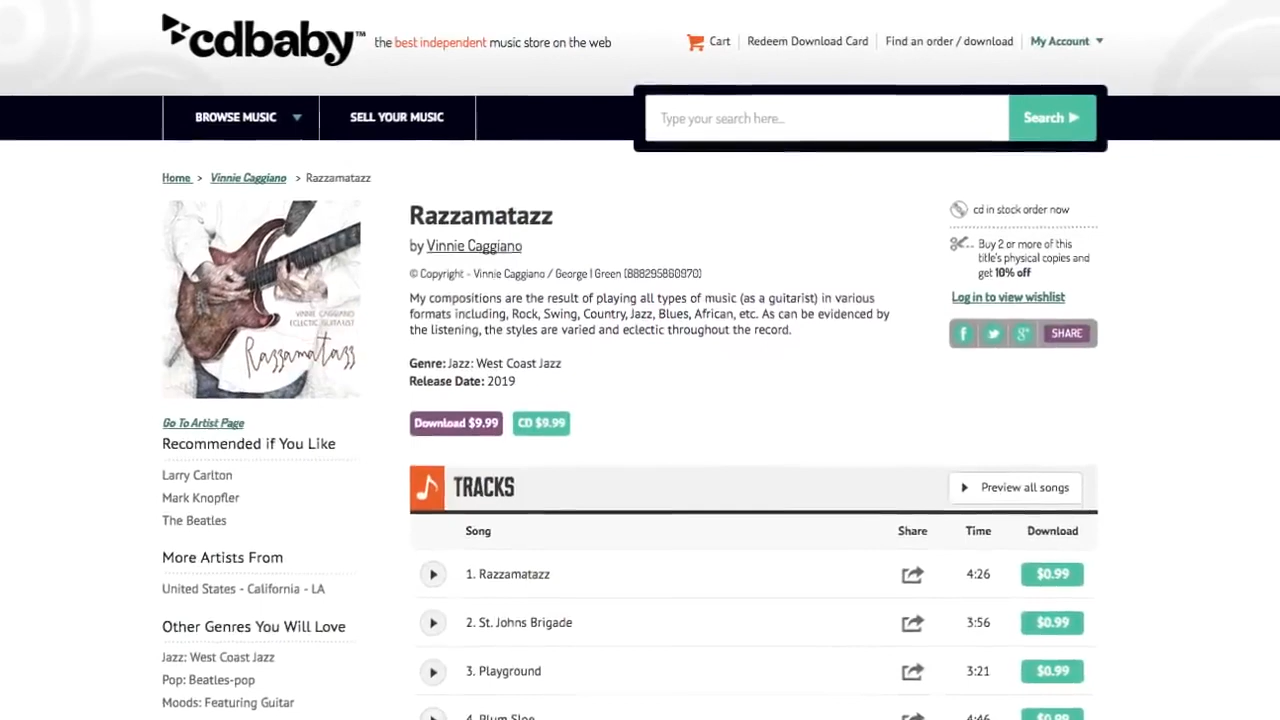 cdbaby™ the best independent music store on the web
Cart Redeem Download Card Find an order / download My Account
BROWSE MUSIC SELL YOUR MUSIC Type your search here... Search
Home > Vinnie Caggiano > Razzamatazz
VINNIE CAGGIANO
ECLECTIC GUITARIST
Razzamatazz
Go To Artist Page
Recommended if You Like
Larry Carlton
Mark Knopfler
The Beatles
More Artists From
United States - California - LA
Other Genres You Will Love
Jazz: West Coast Jazz
Pop: Beatles-pop
Moods: Featuring Guitar
Razzamatazz
by Vinnie Caggiano
© Copyright - Vinnie Caggiano / George I Green (888295860970)
My compositions are the result of playing all types of music (as a guitarist) in various
formats including, Rock, Swing, Country, Jazz, Blues, African, etc. As can be evidenced by
the listening, the styles are varied and eclectic throughout the record.
Genre: Jazz: West Coast Jazz
Release Date: 2019
Download $9.99 CD $9.99
cd in stock order now
Buy 2 or more of this
title's physical copies and
get 10% off
Log in to view wishlist
SHARE
TRACKS Preview all songs
Song Share Time Download
1. Razzamatazz 4:26 $0.99
2. St. Johns Brigade 3:56 $0.99
3. Playground 3:21 $0.99
4. Plum Sloe 4:46 $0.99